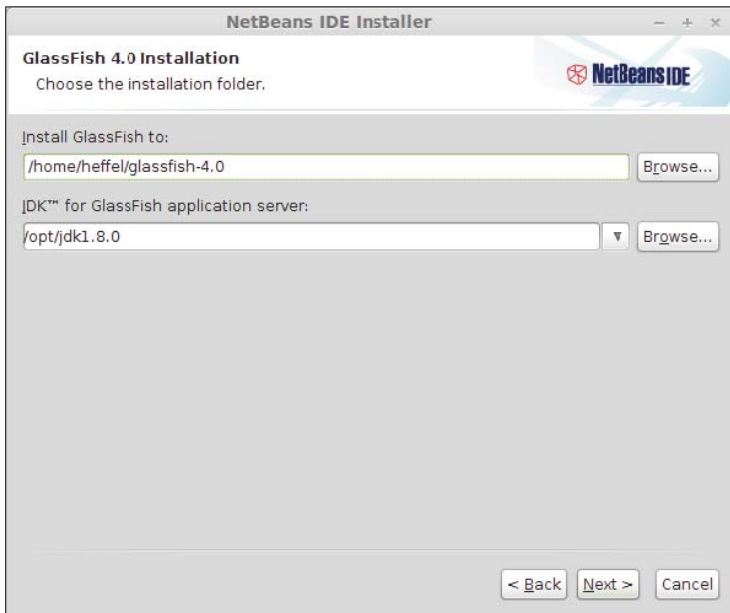 NetBeans IDE Installer
GlassFish 4.0 Installation
Choose the installation folder.
NetBeans IDE
Install GlassFish to:
/home/heffel/glassfish-4.0
Browse...
JDK™ for GlassFish application server:
/opt/jdk1.8.0
Browse...
< Back
Next >
Cancel